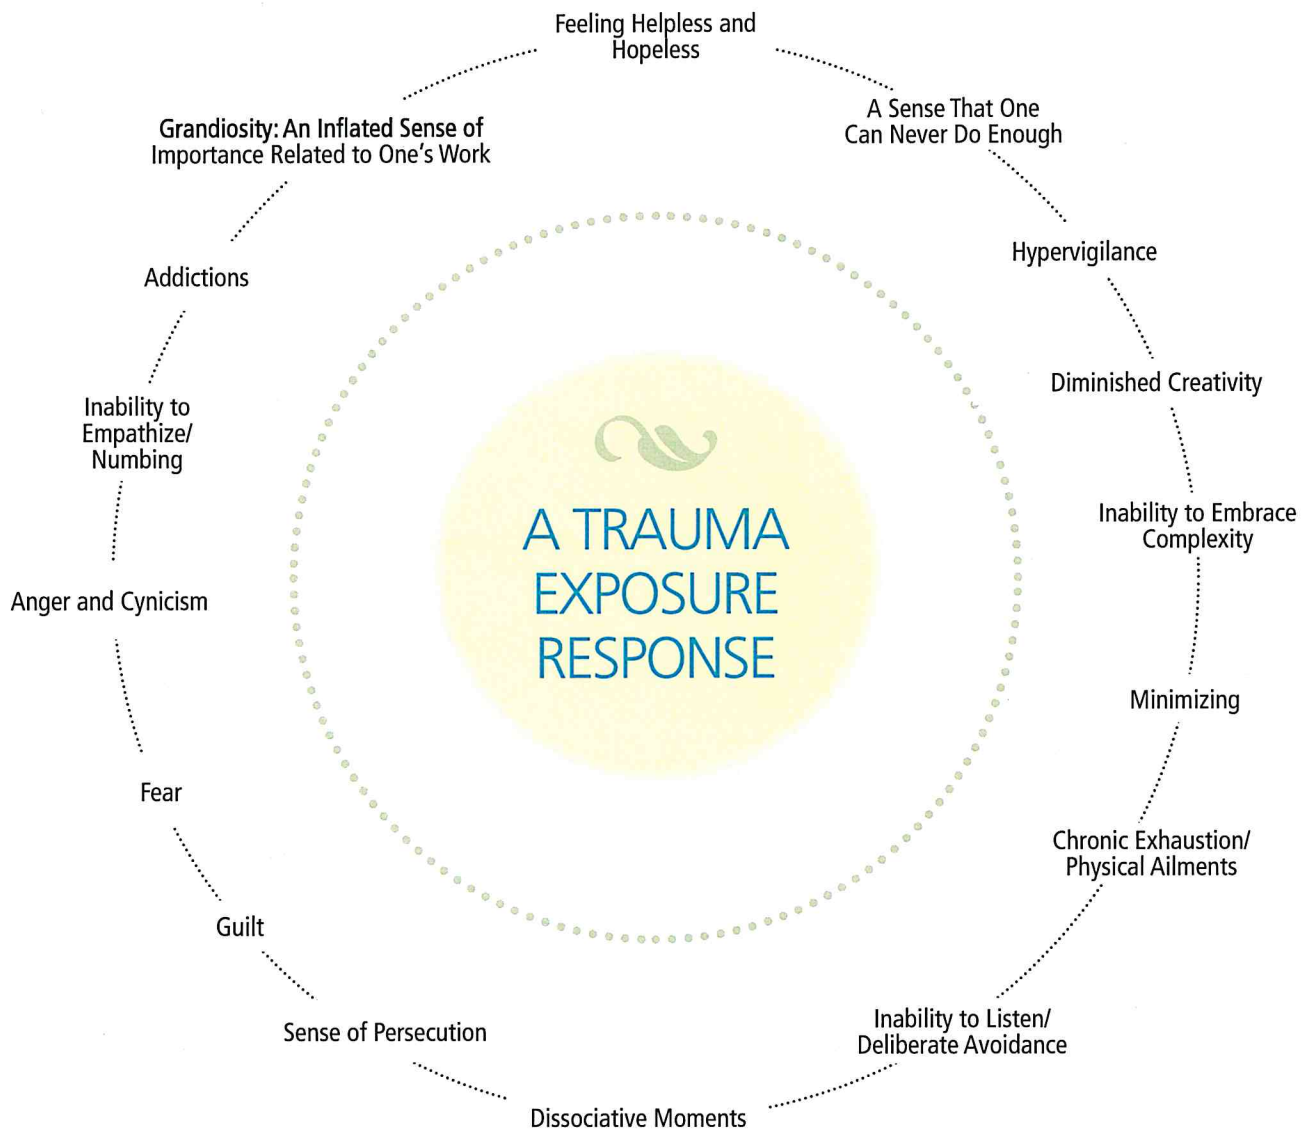 Feeling Helpless and
Hopeless
A Sense That One
Can Never Do Enough
Hypervigilance
Diminished Creativity
Inability to Embrace
Complexity
Minimizing
Chronic Exhaustion/
Physical Ailments
Inability to Listen/
Deliberate Avoidance
Dissociative Moments
Sense of Persecution
Guilt
Fear
Anger and Cynicism
Inability to
Empathize/
Numbing
Addictions
Grandiosity: An Inflated Sense of
Importance Related to One's Work
A TRAUMA
EXPOSURE
RESPONSE